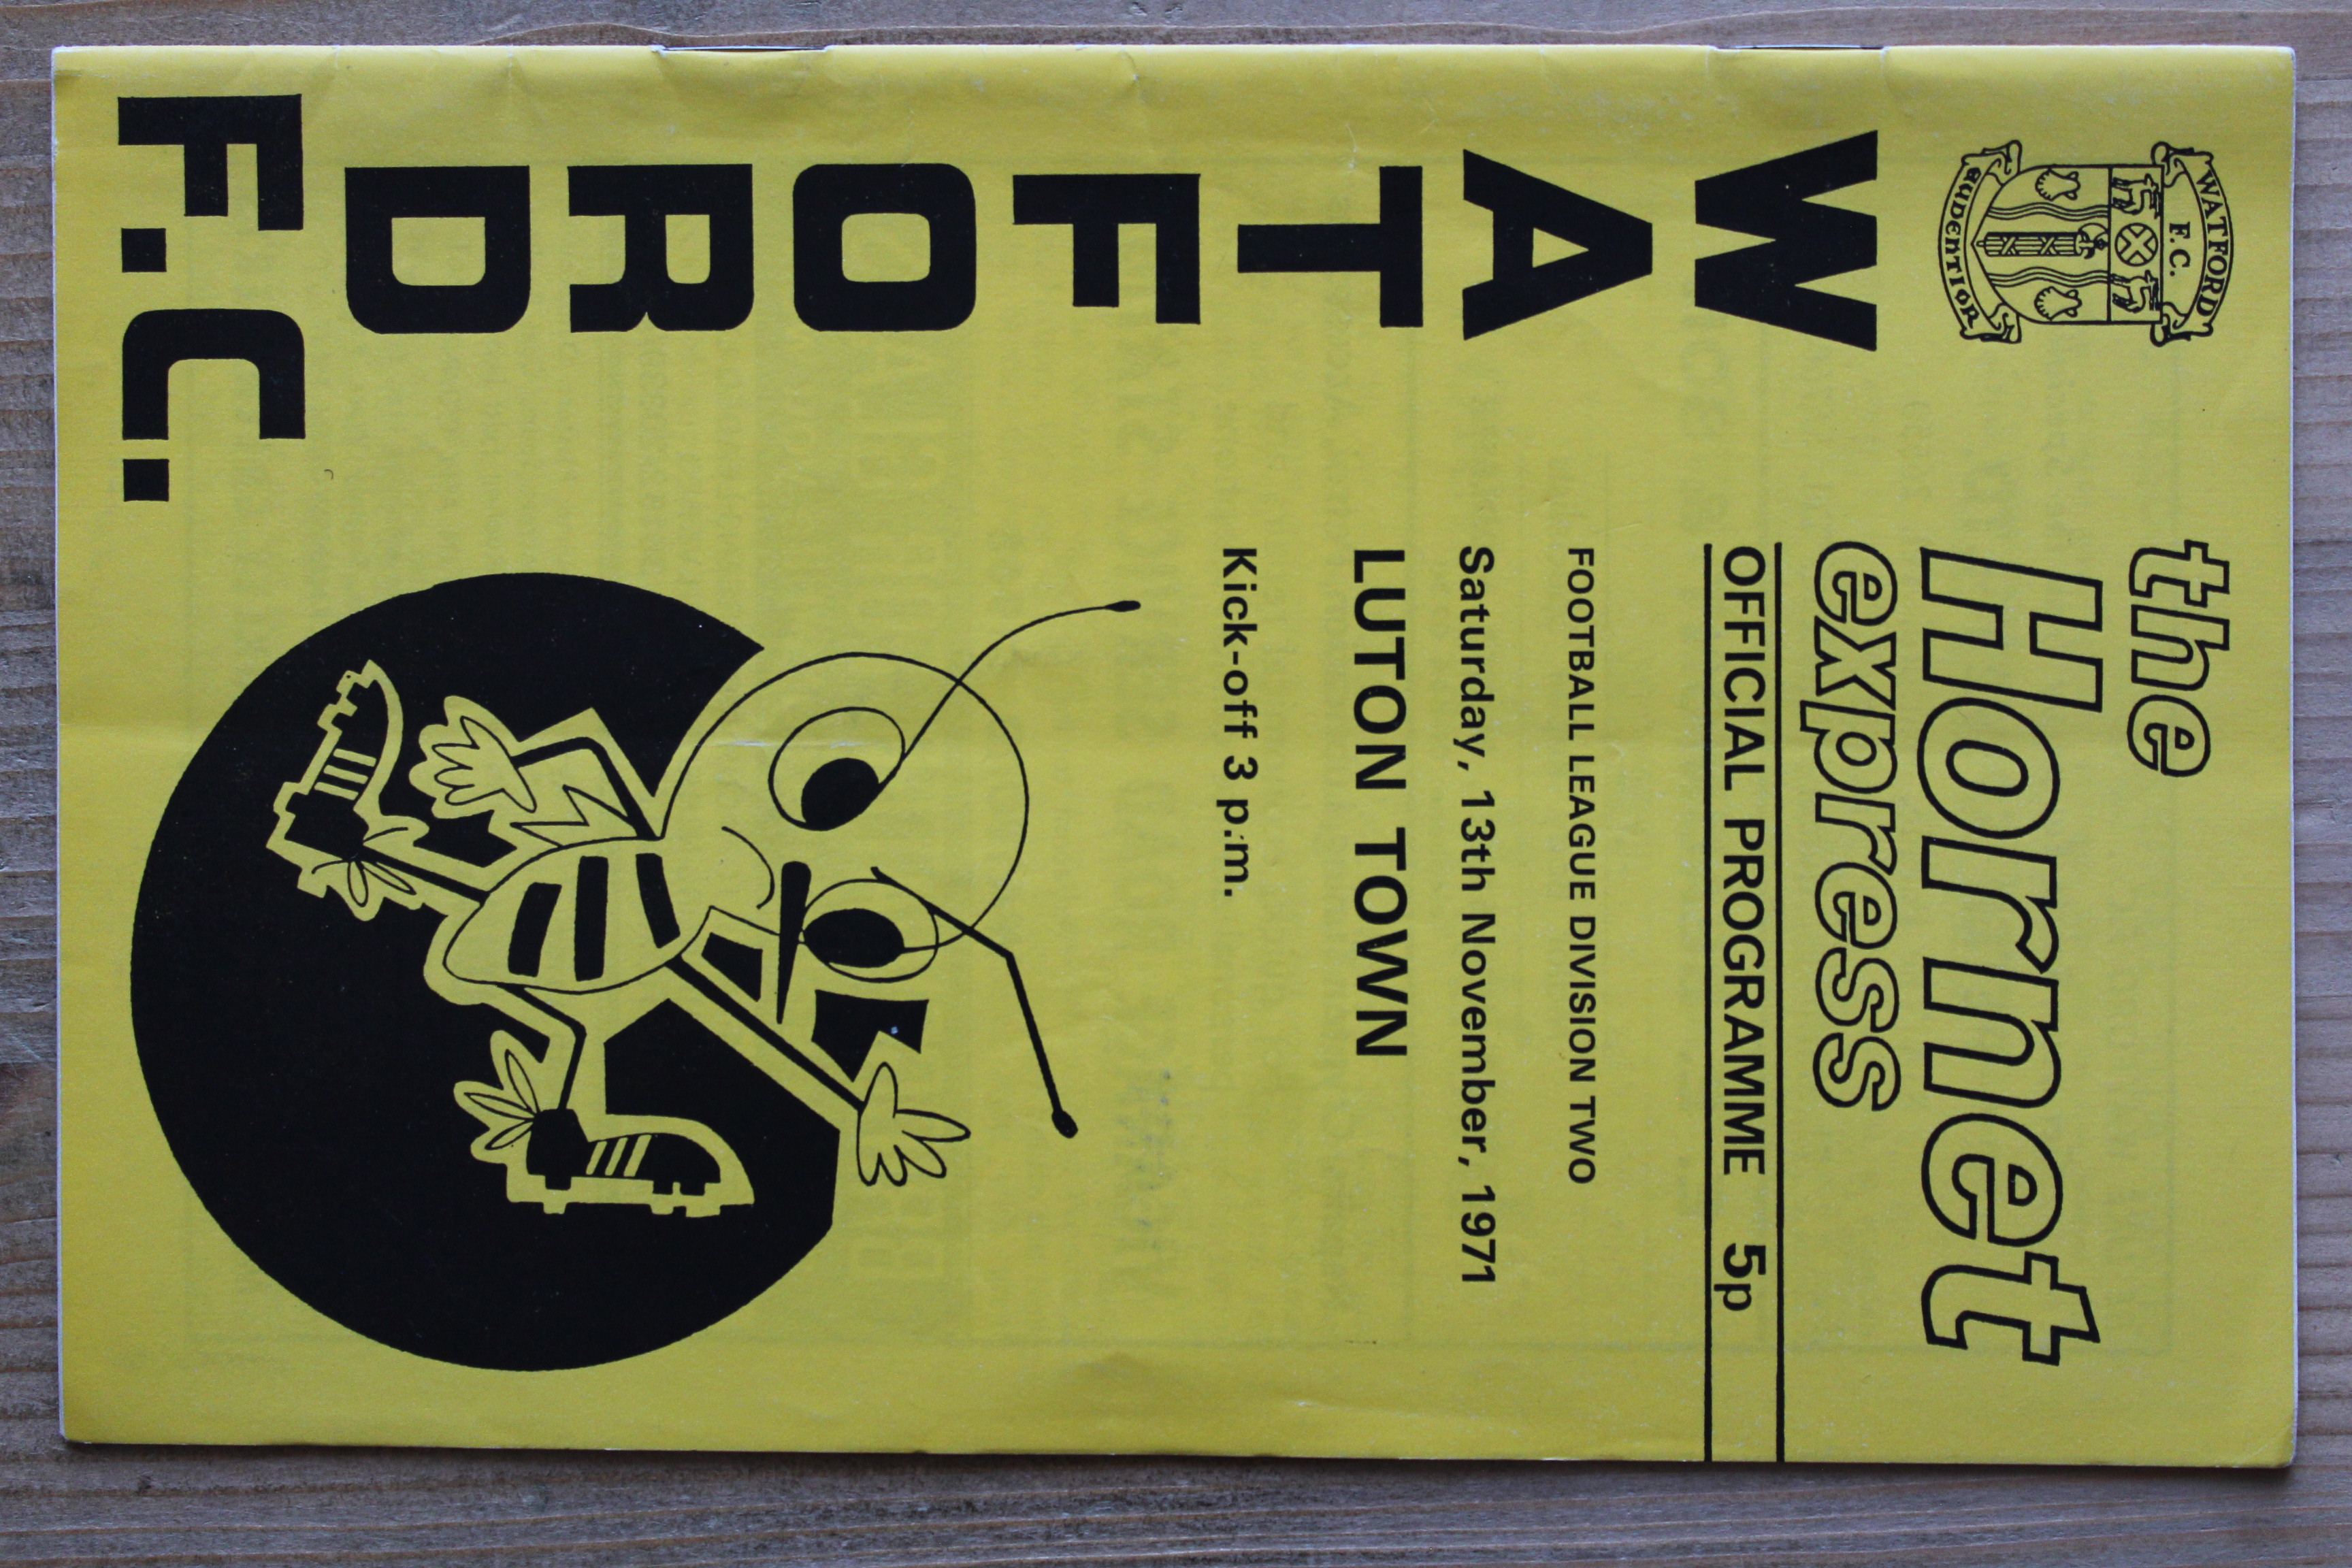 WATFORD
F.C.
AUDENTIOR
the
Hornet
express
OFFICIAL PROGRAMME 5p
FOOTBALL LEAGUE DIVISION TWO
Saturday, 13th November, 1971
LUTON TOWN
Kick-off 3 p.m.
W
A
T
F
O
R
D
F.C.